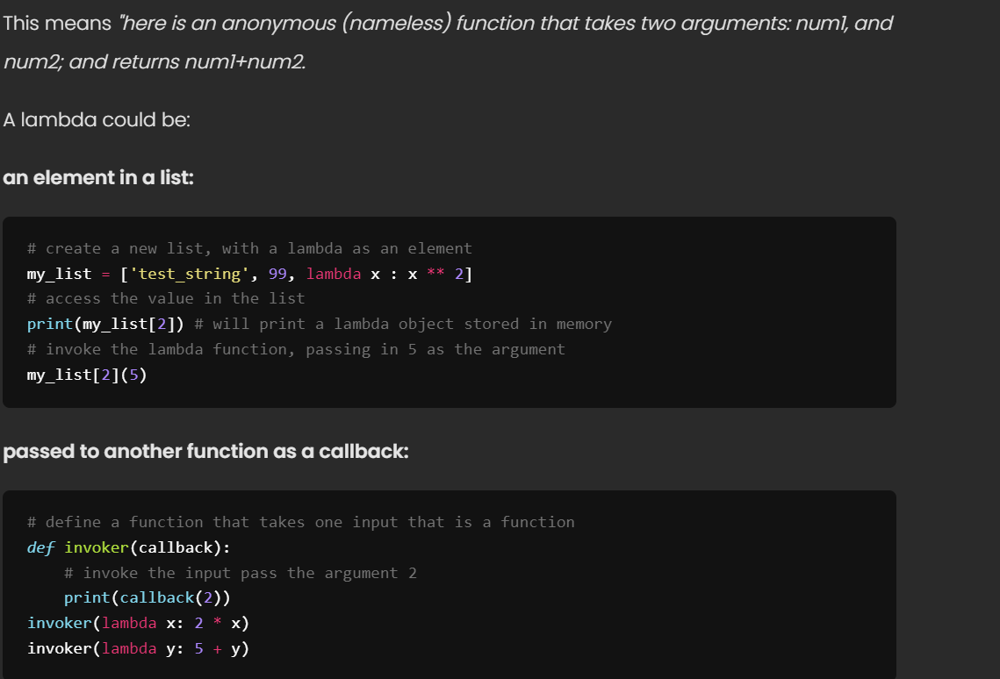 This means "here is an anonymous (nameless) function that takes two arguments: num1, and
num2; and returns num1+num2.
A lambda could be:
an element in a list:
# create a new list, with a lambda as an element
my_list = ['test_string', 99, lambda x : x ** 2]
# access the value in the list
print(my_list[2]) # will print a lambda object stored in memory
# invoke the lambda function, passing in 5 as the argument
my_list[2](5)
passed to another function as a callback:
# define a function that takes one input that is a function
def invoker(callback):
    # invoke the input pass the argument 2
    print(callback(2))
invoker(lambda x: 2 * x)
invoker(lambda y: 5 + y)